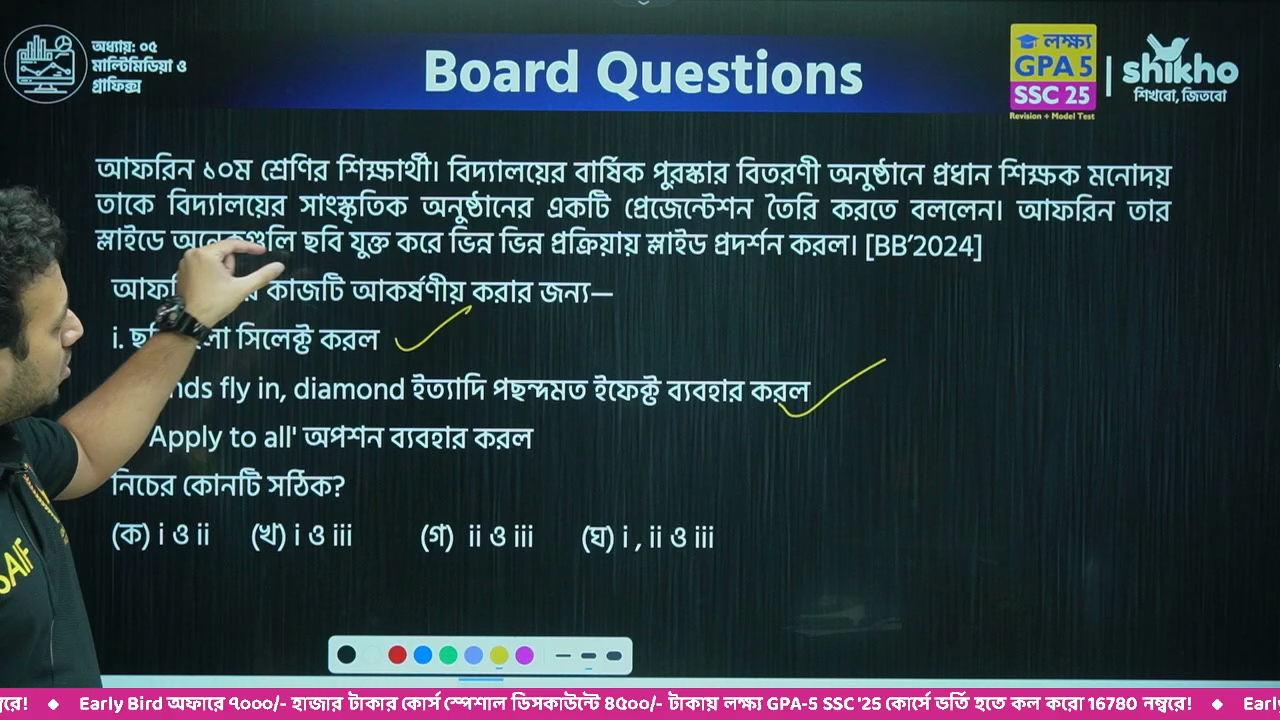 অধ্যায়: ০৫
মাল্টিমিডিয়া ও
গ্রাফিক্স
Board Questions
লক্ষ্য
GPA 5
SSC 25
Revision + Model Test
shikho
শিখবো, জিতবো
আফরিন ১০ম শ্রেণির শিক্ষার্থী। বিদ্যালয়ের বার্ষিক পুরস্কার বিতরণী অনুষ্ঠানে প্রধান শিক্ষক মনোদয়
তাকে বিদ্যালয়ের সাংস্কৃতিক অনুষ্ঠানের একটি প্রেজেন্টেশন তৈরি করতে বললেন। আফরিন তার
স্লাইডে অনেকগুলি ছবি যুক্ত করে ভিন্ন ভিন্ন প্রক্রিয়ায় স্লাইড প্রদর্শন করল। [BB'2024]
কাজটি আকর্ষণীয় করার জন্য—
i. সিলেক্ট করল
fly in, diamond ইত্যাদি পছন্দমত ইফেক্ট ব্যবহার করল
Apply to all' অপশন ব্যবহার করল
নিচের কোনটি সঠিক?
(ক) i ও ii (খ) i ও iii (গ) ii ও iii (ঘ) i , ii ও iii
SAIF
বরে! ◆ Early Bird অফারে ৭০০০/- হাজার টাকার কোর্স স্পেশাল ডিসকাউন্টে ৪৫০০/- টাকায় লক্ষ্য GPA-5 SSC '25 কোর্সে ভর্তি হতে কল করো 16780 নম্বরে! ◆ Earl